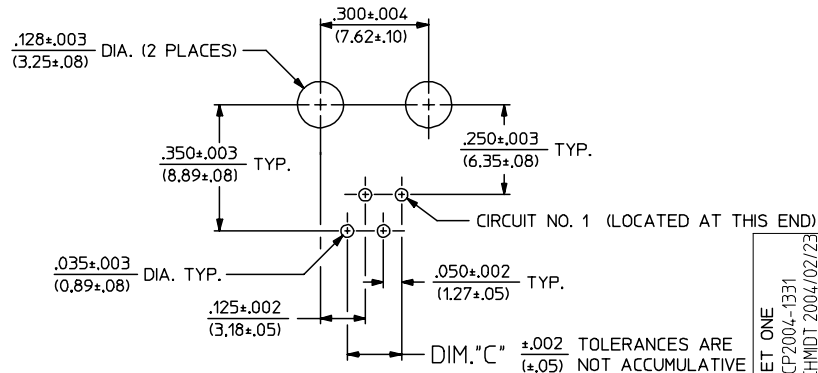 .300±.004
(7.62±.10)
.128±.003
(3.25±.08)
DIA. (2 PLACES)
.350±.003
(8.89±.08)
TYP.
.250±.003
(6.35±.08)
TYP.
CIRCUIT NO. 1 (LOCATED AT THIS END)
.035±.003
(0.89±.08)
DIA. TYP.
.050±.002
(1.27±.05)
TYP.
.125±.002
(3.18±.05)
DIM."C"
±.002
(±.05)
TOLERANCES ARE
NOT ACCUMULATIVE
ET ONE
CP2004-1331
HMIDT 2004/02/23